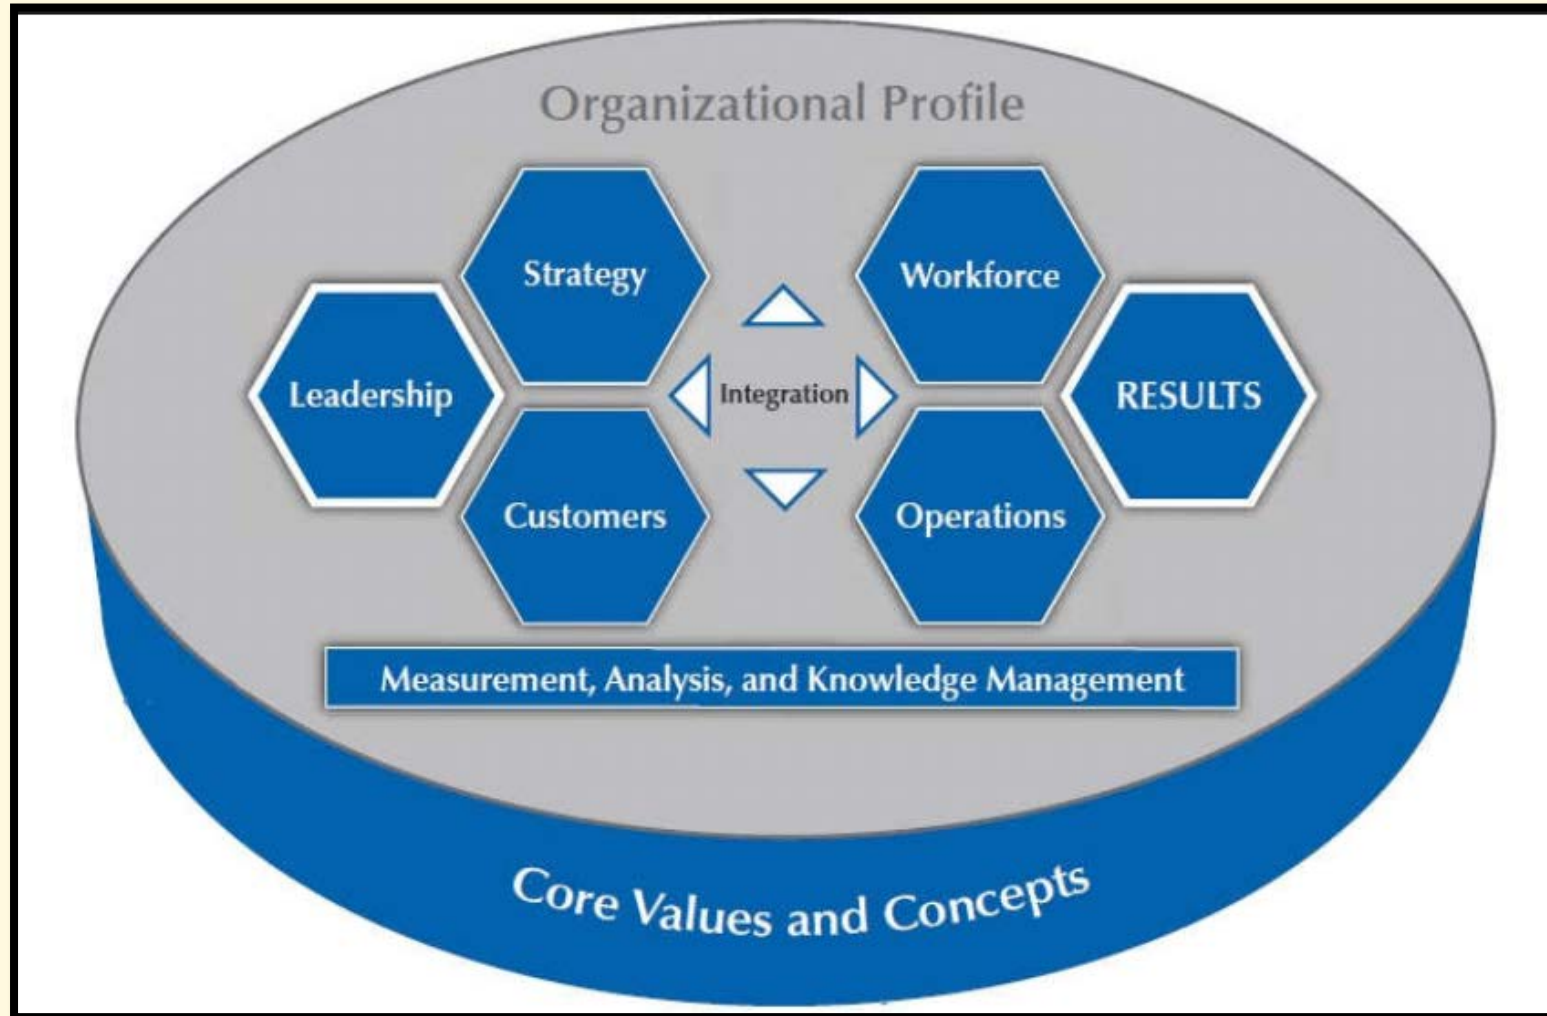 Organizational Profile
Strategy
Workforce
Leadership
Integration
RESULTS
Customers
Operations
Measurement, Analysis, and Knowledge Management
Core Values and Concepts